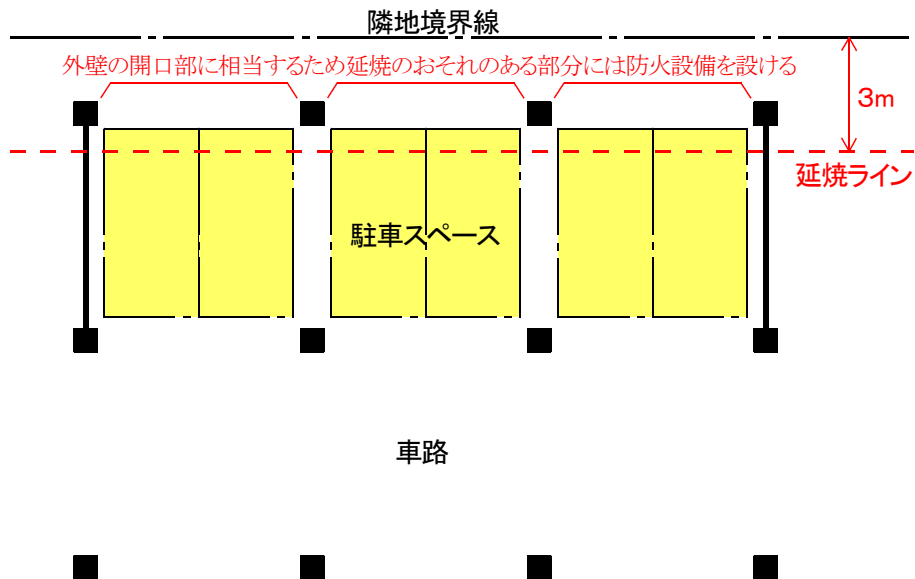 隣地境界線
外壁の開口部に相当するため延焼のおそれのある部分には防火設備を設ける
3m
延焼ライン
駐車スペース
車路